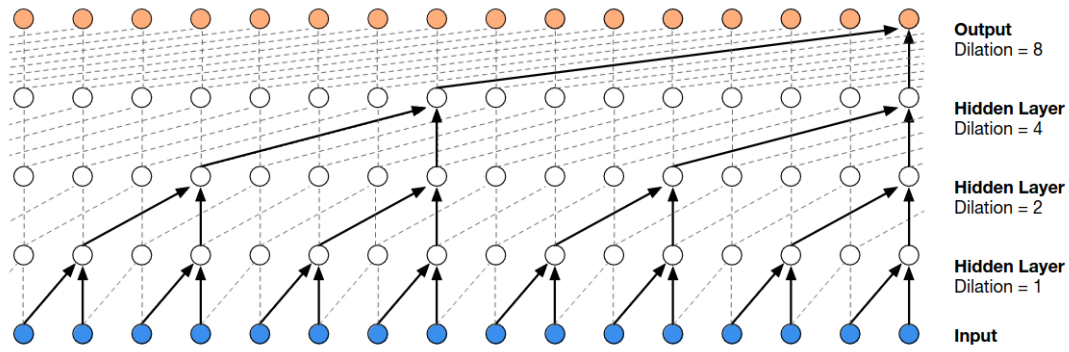 Output
Dilation = 8
Hidden Layer
Dilation = 4
Hidden Layer
Dilation = 2
Hidden Layer
Dilation = 1
Input